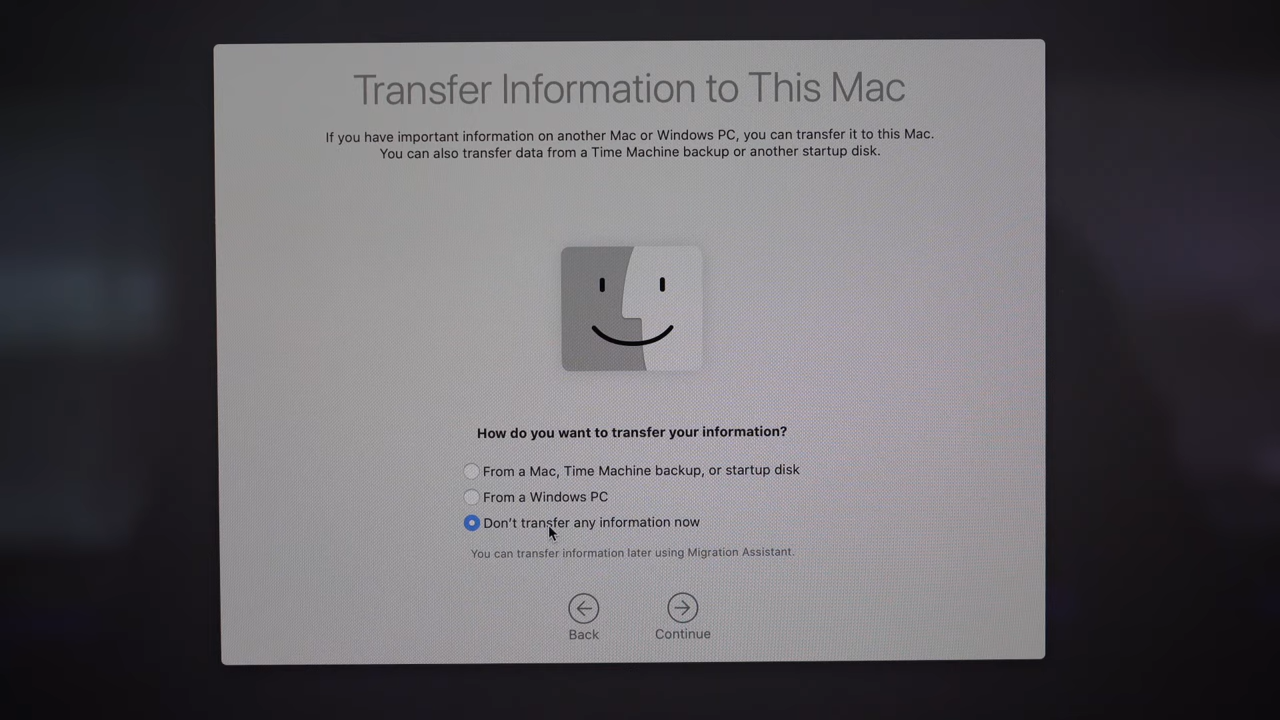 Transfer Information to This Mac
If you have important information on another Mac or Windows PC, you can transfer it to this Mac.
You can also transfer data from a Time Machine backup or another startup disk.
How do you want to transfer your information?
From a Mac, Time Machine backup, or startup disk
From a Windows PC
Don't transfer any information now
You can transfer information later using Migration Assistant.
Back
Continue